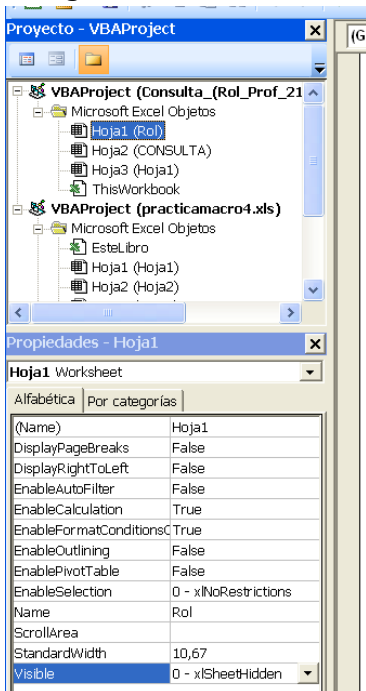 Proyecto - VBAProject
(G
VBAProject (Consulta_(Rol_Prof_21
Microsoft Excel Objetos
Hoja1 (Rol)
Hoja2 (CONSULTA)
Hoja3 (Hoja1)
ThisWorkbook
VBAProject (practicamacro4.xls)
Microsoft Excel Objetos
EsteLibro
Hoja1 (Hoja1)
Hoja2 (Hoja2)
Propiedades - Hoja1
Hoja1 Worksheet
Alfabética Por categorías
(Name) Hoja1
DisplayPageBreaks False
DisplayRightToLeft False
EnableAutoFilter False
EnableCalculation True
EnableFormatConditionsC True
EnableOutlining False
EnablePivotTable False
EnableSelection 0 - xlNoRestrictions
Name Rol
ScrollArea
StandardWidth 10,67
Visible 0 - xlSheetHidden